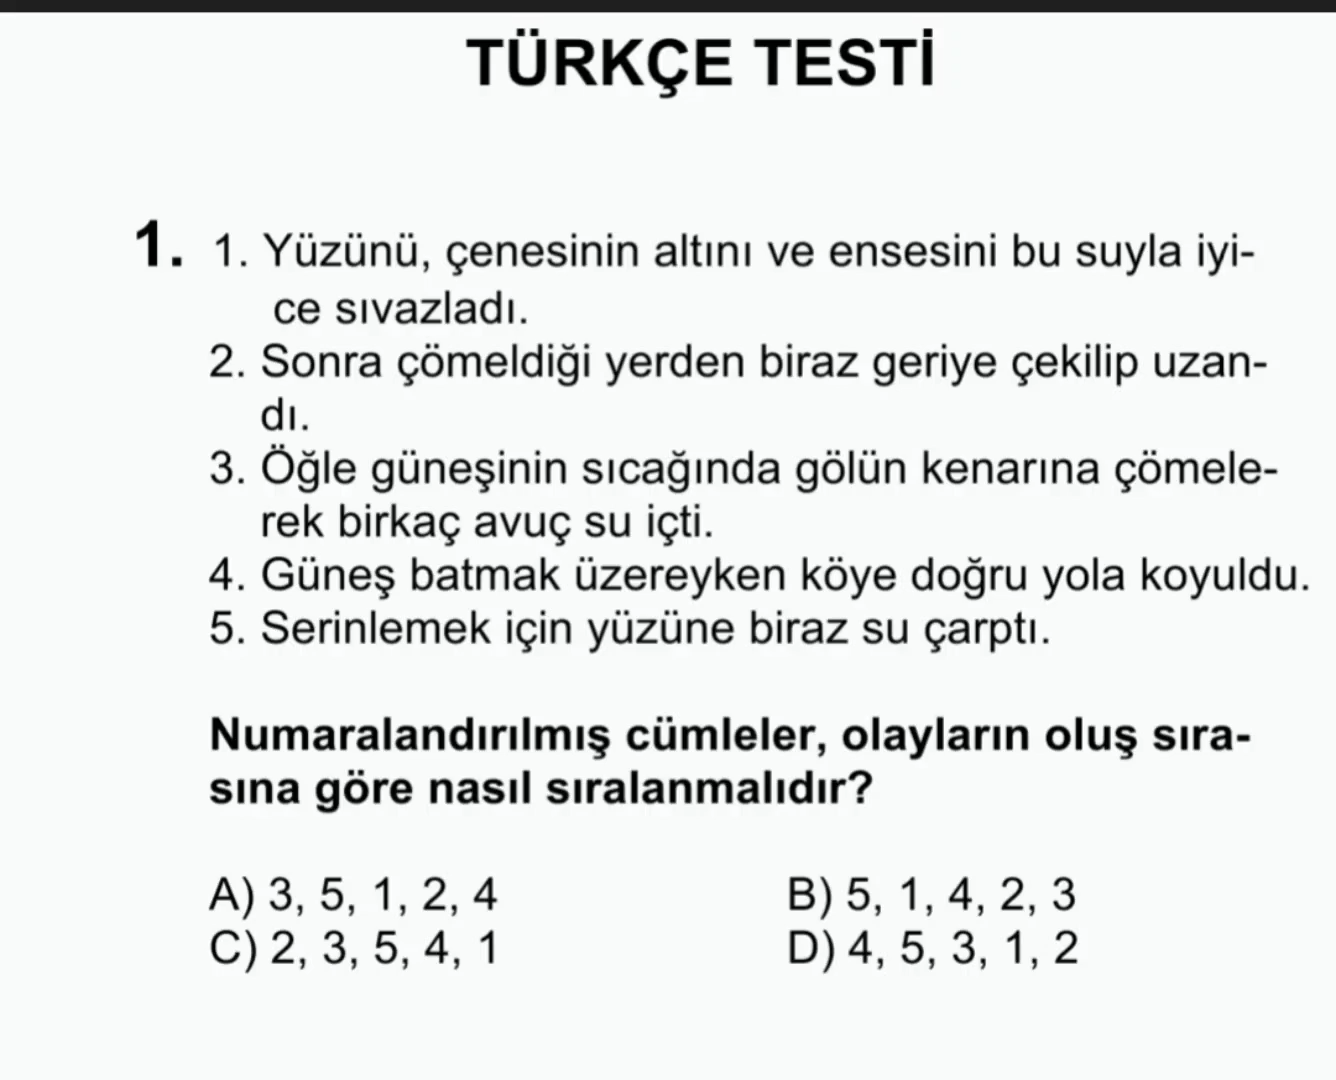 TÜRKÇE TESTİ
1. 1. Yüzünü, çenesinin altını ve ensesini bu suyla iyi-
ce sıvazladı.
2. Sonra çömeldiği yerden biraz geriye çekilip uzan-
dı.
3. Öğle güneşinin sıcağında gölün kenarına çömele-
rek birkaç avuç su içti.
4. Güneş batmak üzereyken köye doğru yola koyuldu.
5. Serinlemek için yüzüne biraz su çarptı.
Numaralandırılmış cümleler, olayların oluş sıra-
sına göre nasıl sıralanmalıdır?
A) 3, 5, 1, 2, 4 B) 5, 1, 4, 2, 3
C) 2, 3, 5, 4, 1 D) 4, 5, 3, 1, 2